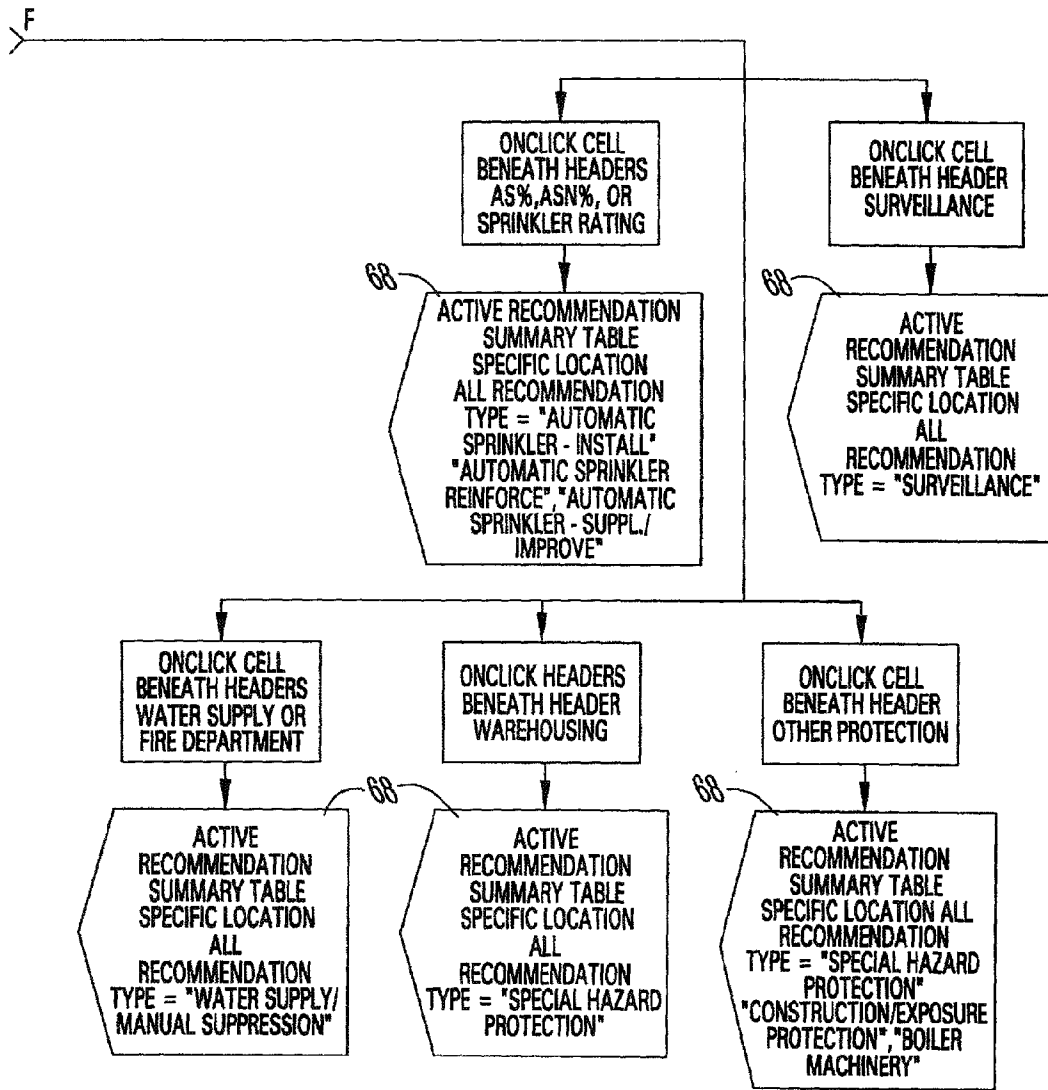 F
ONCLICK CELL
BENEATH HEADERS
AS%,ASN%, OR
SPRINKLER RATING
ONCLICK CELL
BENEATH HEADER
SURVEILLANCE
68
ACTIVE RECOMMENDATION
SUMMARY TABLE
SPECIFIC LOCATION
ALL RECOMMENDATION
TYPE = "AUTOMATIC
SPRINKLER - INSTALL"
"AUTOMATIC SPRINKLER
REINFORCE","AUTOMATIC
SPRINKLER - SUPPL./
IMPROVE"
68
ACTIVE
RECOMMENDATION
SUMMARY TABLE
SPECIFIC LOCATION
ALL
RECOMMENDATION
TYPE = "SURVEILLANCE"
ONCLICK CELL
BENEATH HEADERS
WATER SUPPLY OR
FIRE DEPARTMENT
ONCLICK HEADERS
BENEATH HEADER
WAREHOUSING
ONCLICK CELL
BENEATH HEADER
OTHER PROTECTION
68
ACTIVE
RECOMMENDATION
SUMMARY TABLE
SPECIFIC LOCATION
ALL
RECOMMENDATION
TYPE = "WATER SUPPLY/
MANUAL SUPPRESSION"
ACTIVE
RECOMMENDATION
SUMMARY TABLE
SPECIFIC LOCATION
ALL
RECOMMENDATION
TYPE = "SPECIAL HAZARD
PROTECTION"
68
ACTIVE
RECOMMENDATION
SUMMARY TABLE
SPECIFIC LOCATION ALL
RECOMMENDATION
TYPE = "SPECIAL HAZARD
PROTECTION"
"CONSTRUCTION/EXPOSURE
PROTECTION","BOILER
MACHINERY"